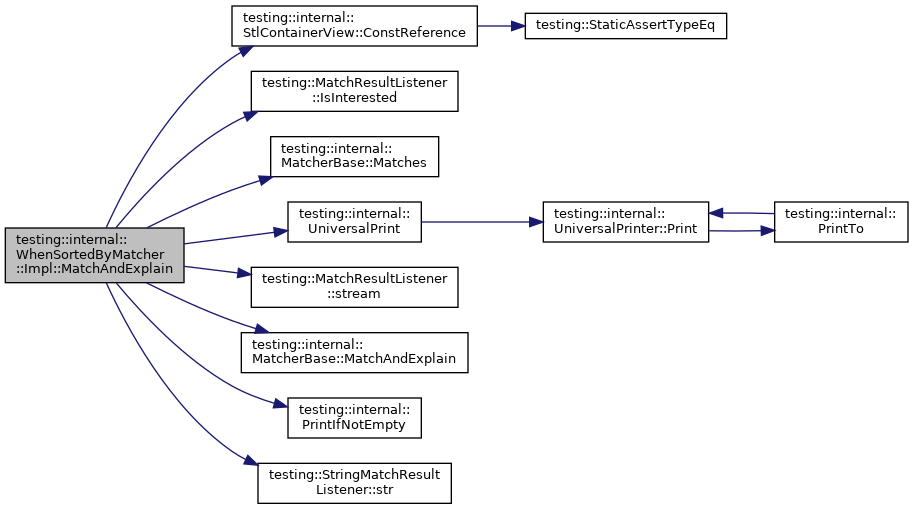 testing::internal::
StlContainerView::ConstReference
testing::StaticAssertTypeEq
testing::MatchResultListener
::IsInterested
testing::internal::
MatcherBase::Matches
testing::internal::
UniversalPrint
testing::internal::
UniversalPrinter::Print
testing::internal::
PrintTo
testing::internal::
WhenSortedByMatcher
::Impl::MatchAndExplain
testing::MatchResultListener
::stream
testing::internal::
MatcherBase::MatchAndExplain
testing::internal::
PrintIfNotEmpty
testing::StringMatchResult
Listener::str